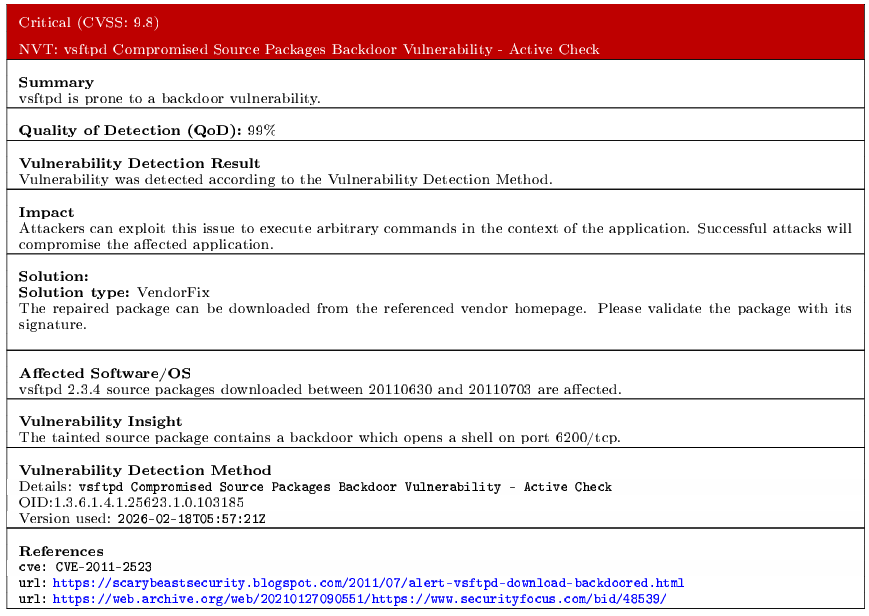 Critical (CVSS: 9.8)
NVT: vsftpd Compromised Source Packages Backdoor Vulnerability - Active Check
Summary
vsftpd is prone to a backdoor vulnerability.
Quality of Detection (QoD): 99%
Vulnerability Detection Result
Vulnerability was detected according to the Vulnerability Detection Method.
Impact
Attackers can exploit this issue to execute arbitrary commands in the context of the application. Successful attacks will
compromise the affected application.
Solution:
Solution type: VendorFix
The repaired package can be downloaded from the referenced vendor homepage. Please validate the package with its
signature.
Affected Software/OS
vsftpd 2.3.4 source packages downloaded between 20110630 and 20110703 are affected.
Vulnerability Insight
The tainted source package contains a backdoor which opens a shell on port 6200/tcp.
Vulnerability Detection Method
Details: vsftpd Compromised Source Packages Backdoor Vulnerability - Active Check
OID:1.3.6.1.4.1.25623.1.0.103185
Version used: 2026-02-18T05:57:21Z
References
cve: CVE-2011-2523
url: https://scarybeastsecurity.blogspot.com/2011/07/alert-vsftpd-download-backdoored.html
url: https://web.archive.org/web/20210127090551/https://www.securityfocus.com/bid/48539/